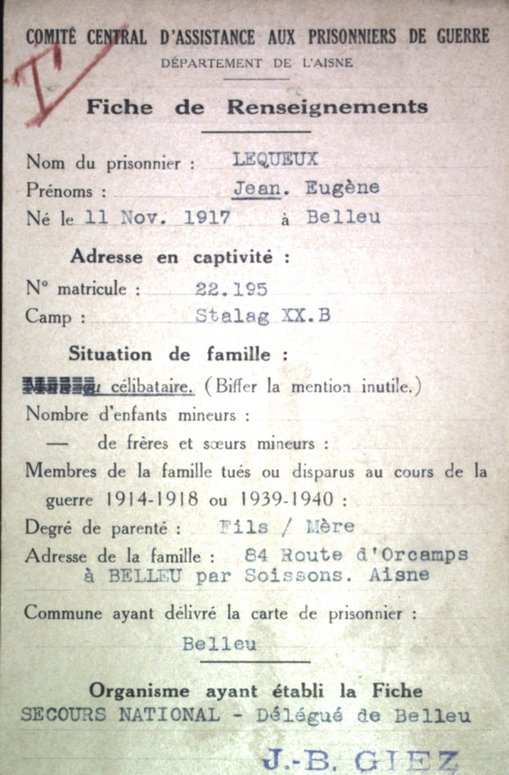 COMITÉ CENTRAL D'ASSISTANCE AUX PRISONNIERS DE GUERRE
DÉPARTEMENT DE L'AISNE
Fiche de Renseignements
Nom du prisonnier : LEQUEUX
Prénoms : Jean. Eugène
Né le 11 Nov. 1917 à Belleu
Adresse en captivité :
N° matricule : 22.195
Camp : Stalag XX.B
Situation de famille :
ou célibataire. (Biffer la mention inutile.)
Nombre d'enfants mineurs :
— de frères et sœurs mineurs :
Membres de la famille tués ou disparus au cours de la
guerre 1914-1918 ou 1939-1940 :
Degré de parenté : Fils / Mère
Adresse de la famille : 84 Route d'Orcamps
à BELLEU par Soissons. Aisne
Commune ayant délivré la carte de prisonnier :
Belleu
Organisme ayant établi la Fiche
SECOURS NATIONAL - Délégué de Belleu
J.-B. GIEZ